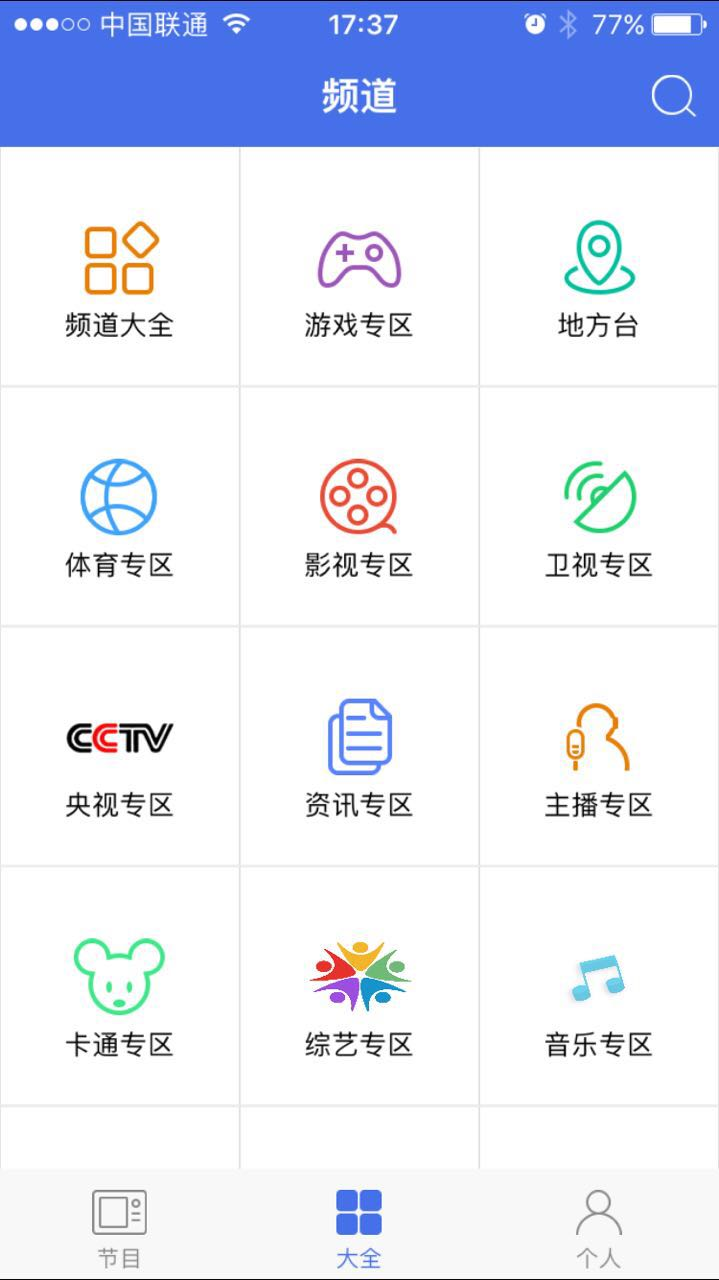 中国联通 17:37 77%
频道
频道大全 游戏专区 地方台
体育专区 影视专区 卫视专区
CCTV
央视专区 资讯专区 主播专区
卡通专区 综艺专区 音乐专区
节目 大全 个人